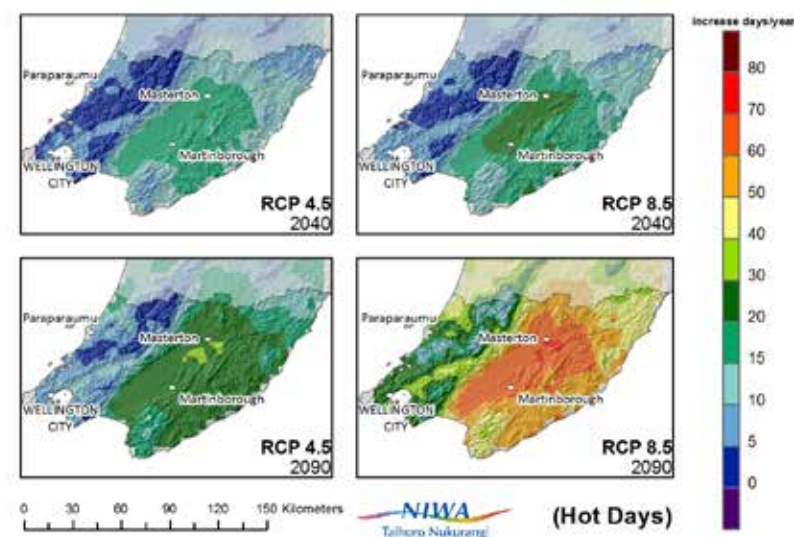 Increase days/year
Paraparaumu
Masterton
Martinborough
WELLINGTON
CITY
RCP 4.5
2040
Paraparaumu
Masterton
Martinborough
WELLINGTON
CITY
RCP 8.5
2040
Paraparaumu
Masterton
Martinborough
WELLINGTON
CITY
RCP 4.5
2090
Paraparaumu
Masterton
Martinborough
WELLINGTON
CITY
RCP 8.5
2090
80
70
60
50
40
30
20
15
10
5
0
0 30 60 90 120 150 Kilometers
NIWA
Taihoro Nukurangi
(Hot Days)